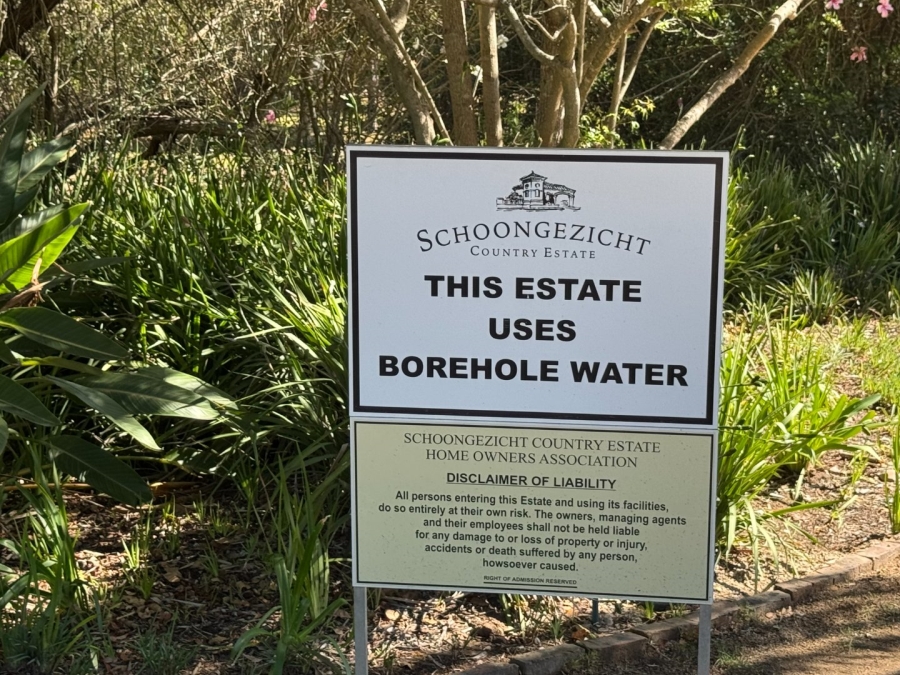 SCHOONGEZICHT
COUNTRY ESTATE
THIS ESTATE
USES
BOREHOLE WATER
SCHOONGEZICHT COUNTRY ESTATE
HOME OWNERS ASSOCIATION
DISCLAIMER OF LIABILITY
All persons entering this Estate and using its facilities,
do so entirely at their own risk. The owners, managing agents
and their employees shall not be held liable
for any damage to or loss of property or injury,
accidents or death suffered by any person,
howsoever caused.
RIGHT OF ADMISSION RESERVED